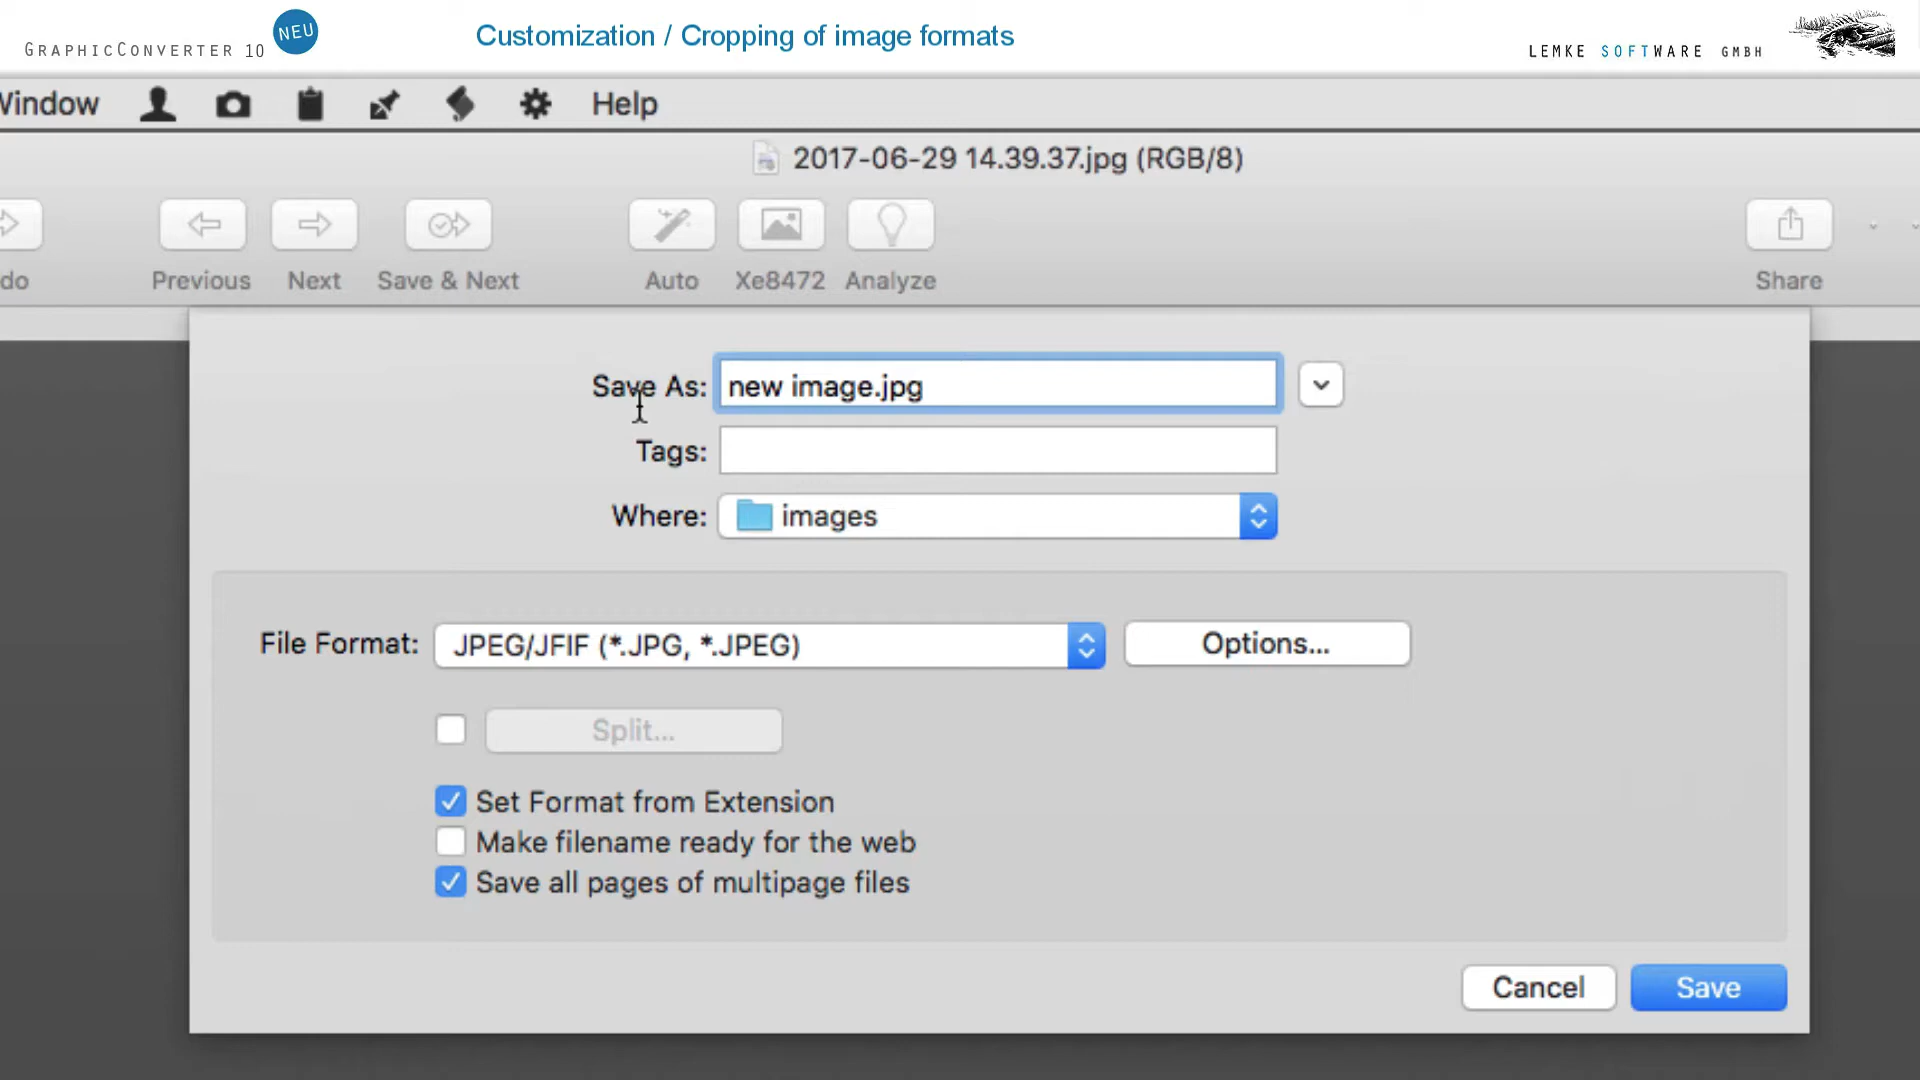 GRAPHICCONVERTER 10
NEU
Customization / Cropping of image formats
LEMKE SOFTWARE GMBH
Window Help
2017-06-29 14.39.37.jpg (RGB/8)
do Previous Next Save & Next Auto Xe8472 Analyze Share
Save As: new image.jpg
Tags:
Where: images
File Format: JPEG/JFIF (*.JPG, *.JPEG) Options...
Split...
Set Format from Extension
Make filename ready for the web
Save all pages of multipage files
Cancel Save